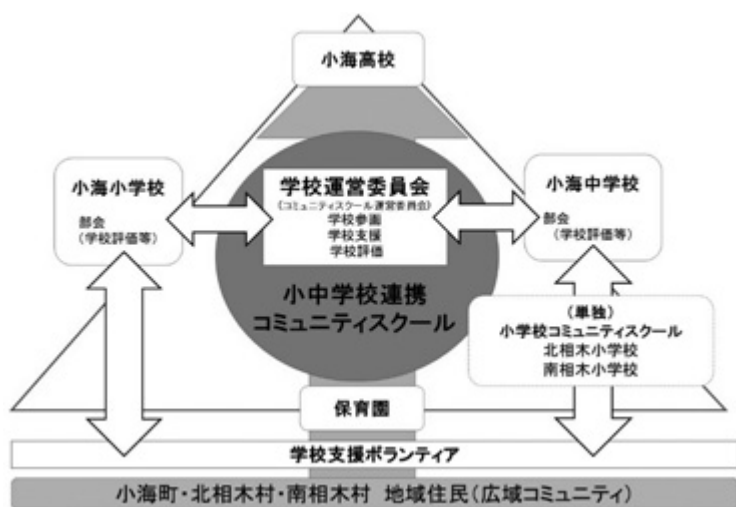 小海高校
小海小学校
部会
(学校評価等)
学校運営委員会
(コミュニティスクール運営委員会)
学校参画
学校支援
学校評価
小海中学校
部会
(学校評価等)
小中学校連携
コミュニティスクール
(単独)
小学校コミュニティスクール
北相木小学校
南相木小学校
保育園
学校支援ボランティア
小海町・北相木村・南相木村 地域住民(広域コミュニティ)